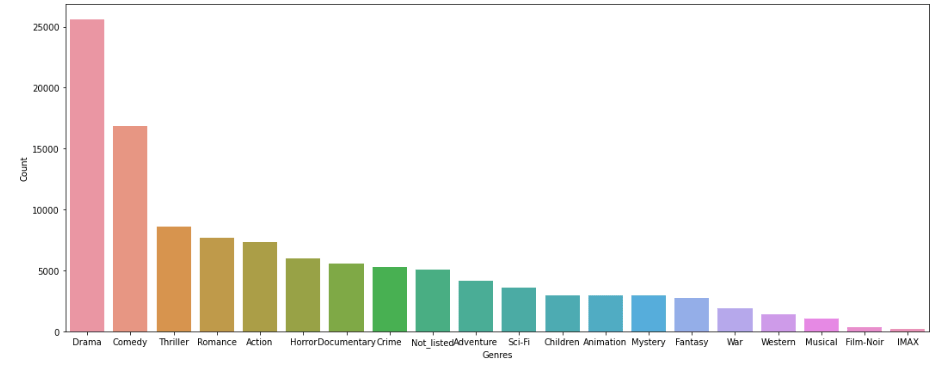 25000
20000
15000
10000
5000
0
Count
Drama Comedy Thriller Romance Action Horror Documentary Crime Not_listed Adventure Sci-Fi Children Animation Mystery Fantasy War Western Musical Film-Noir IMAX
Genres